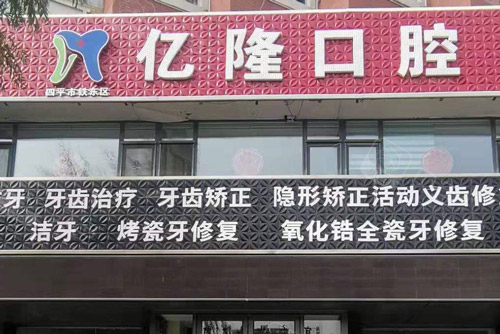 亿隆口腔
四平市铁东区
牙 牙齿治疗 牙齿矫正 隐形矫正活动义齿修
洁牙 烤瓷牙修复 氧化锆全瓷牙修复